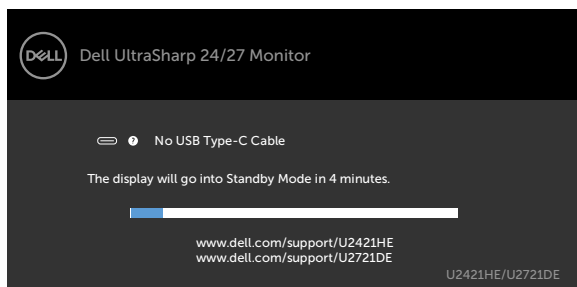 DELL
Dell UltraSharp 24/27 Monitor
? No USB Type-C Cable
The display will go into Standby Mode in 4 minutes.
www.dell.com/support/U2421HE
www.dell.com/support/U2721DE
U2421HE/U2721DE